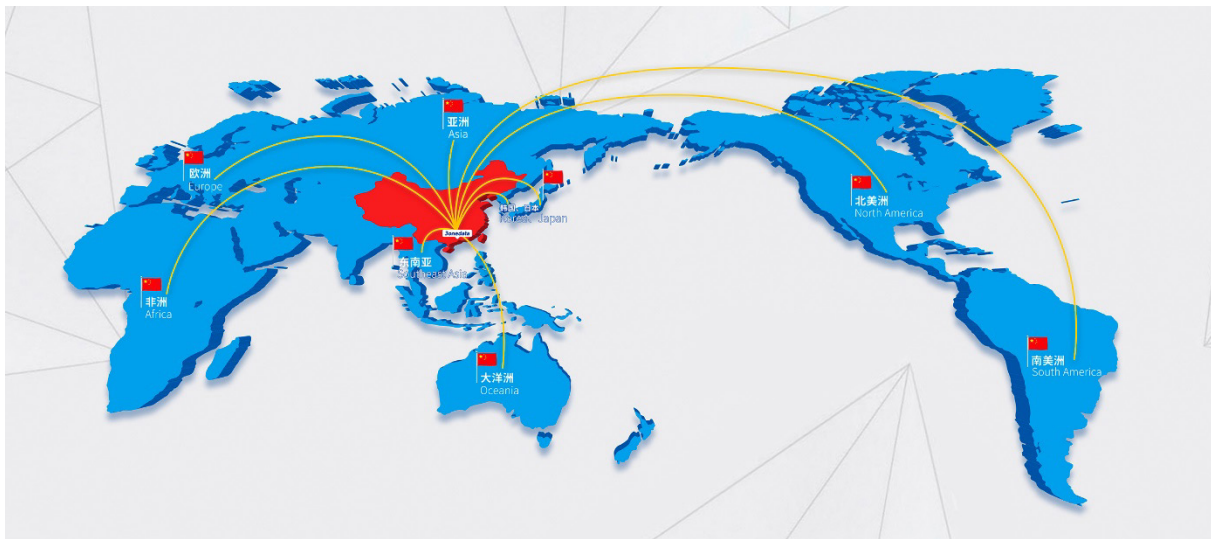 亚洲
Asia
欧洲
Europe
韩国、日本
Korea、Japan
北美洲
North America
3onedata
东南亚
Southeast Asia
非洲
Africa
大洋洲
Oceania
南美洲
South America